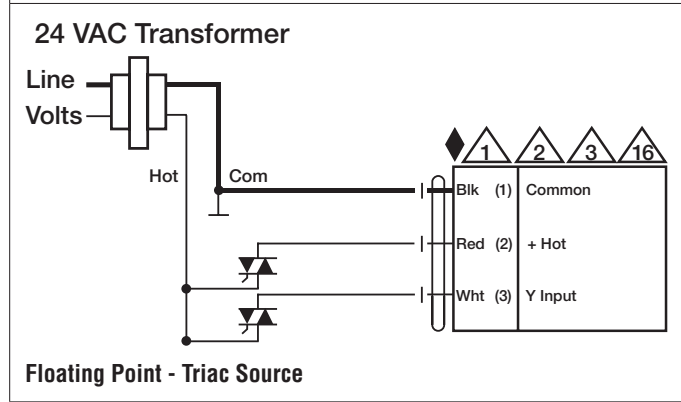 24 VAC Transformer
Line
Volts
Hot
Com
1 2 3 16
Blk (1) Common
Red (2) + Hot
Wht (3) Y Input
Floating Point - Triac Source